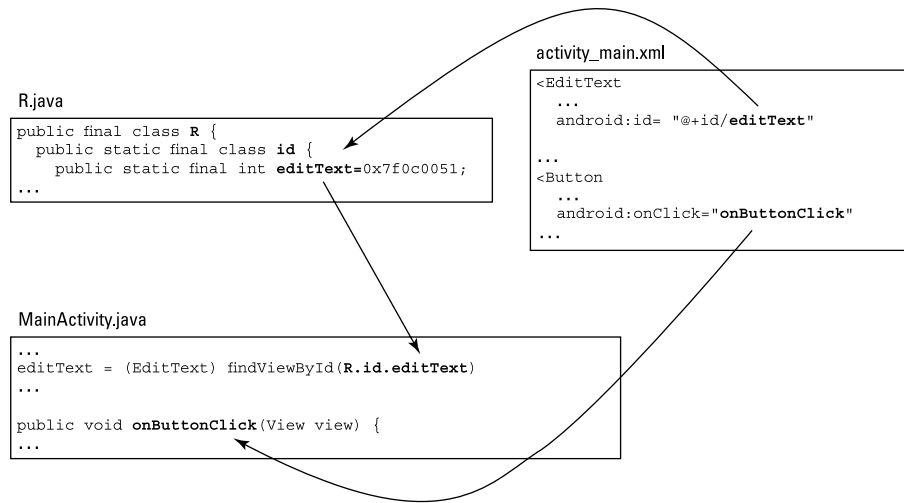 activity_main.xml
<EditText
...
android:id= "@+id/editText"
...
<Button
...
android:onClick="onButtonClick"
...
R.java
public final class R {
public static final class id {
public static final int editText=0x7f0c0051;
...
MainActivity.java
...
editText = (EditText) findViewById(R.id.editText)
...
public void onButtonClick(View view) {
...